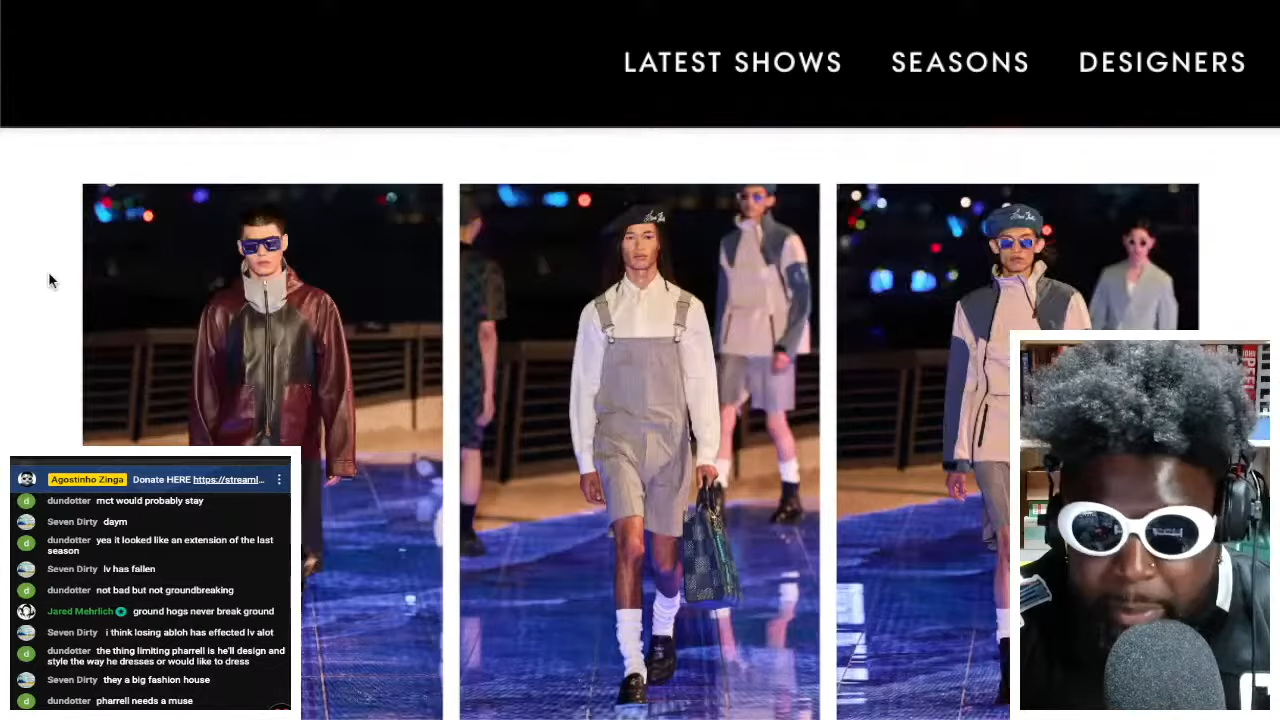 LATEST SHOWS SEASONS DESIGNERS
Agostinho Zinga Donate HERE https://streaml...
dundotter mct would probably stay
Seven Dirty daym
dundotter yea it looked like an extension of the last
season
Seven Dirty lv has fallen
dundotter not bad but not groundbreaking
Jared Mehrlich ground hogs never break ground
Seven Dirty i think losing abloh has effected lv alot
dundotter the thing limiting pharrell is he'll design and
style the way he dresses or would like to dress
Seven Dirty they a big fashion house
dundotter pharrell needs a muse